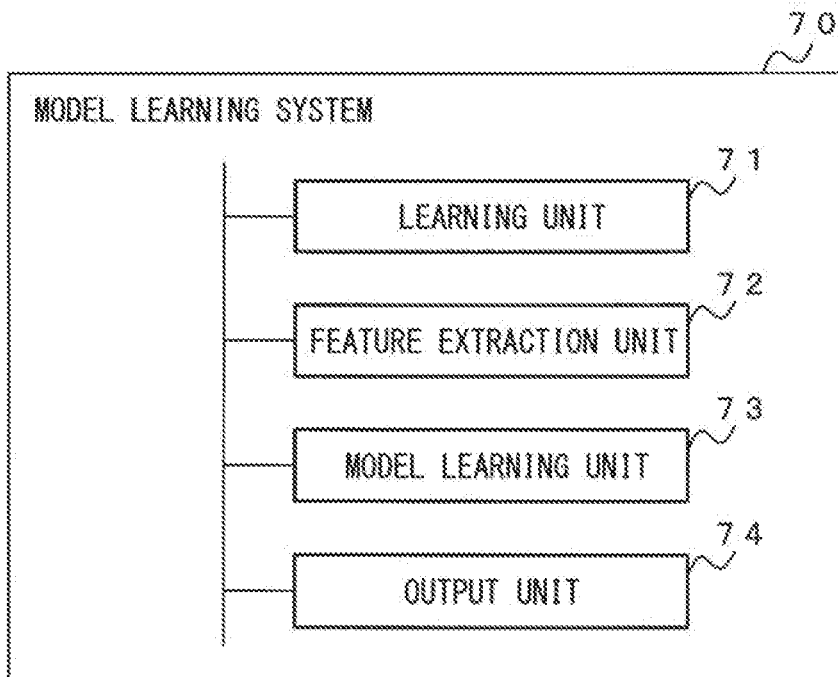 70
MODEL LEARNING SYSTEM
71
LEARNING UNIT
72
FEATURE EXTRACTION UNIT
73
MODEL LEARNING UNIT
74
OUTPUT UNIT